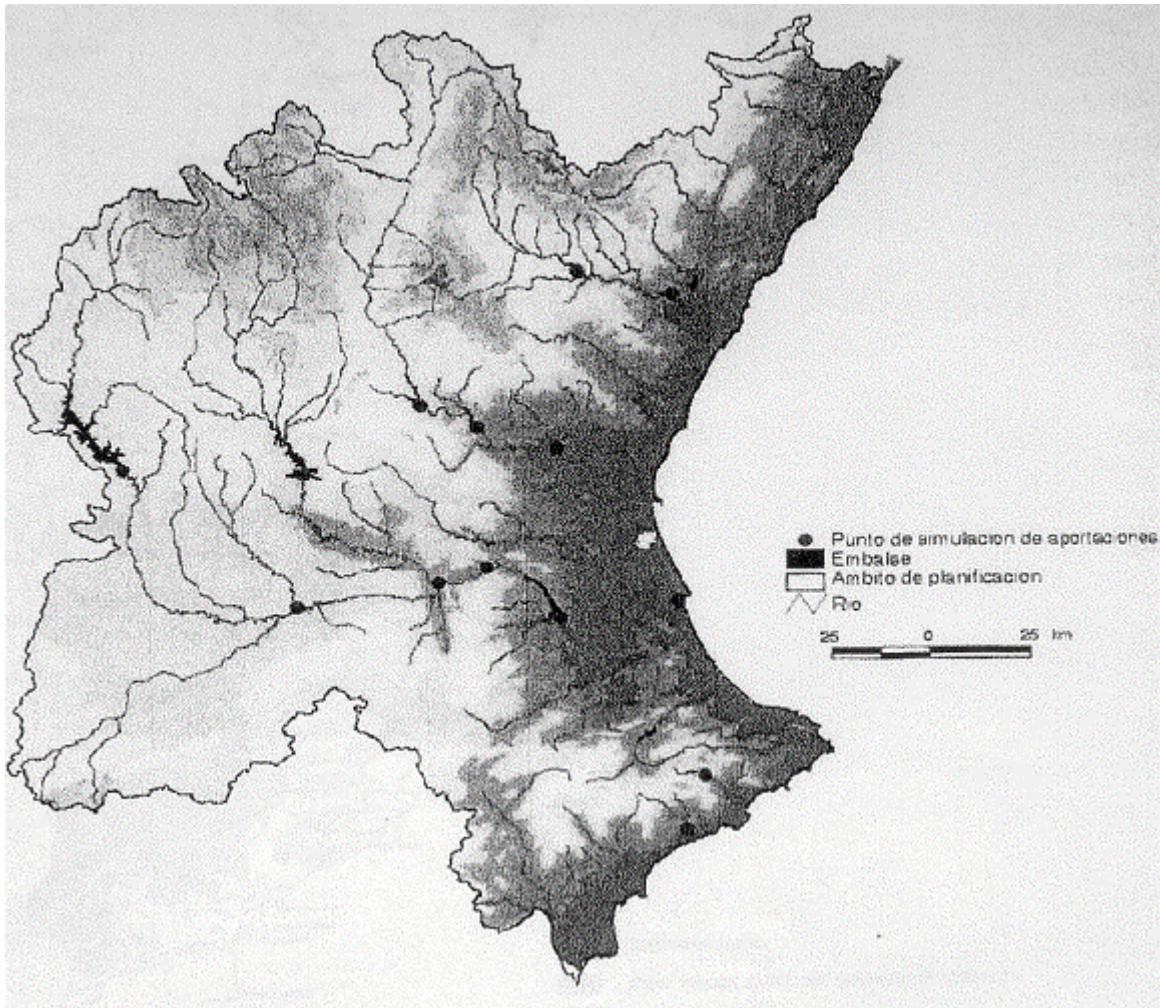 Punto de simulacion de aportaciones
Embalse
Ambito de planificacion
Rio
25 0 25 km